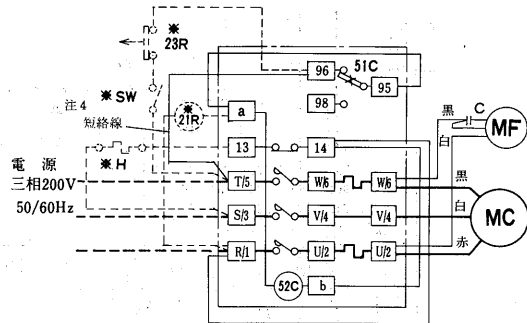 ※
23R
※ SW
注4
短絡線
※
21R
※H
電源
三相200V
50/60Hz
96
51C
95
98
a
13
14
T/5
W/6
W/6
S/3
V/4
V/4
R/1
U/2
U/2
52C
b
黒
C
白
MF
黒
白
赤
MC